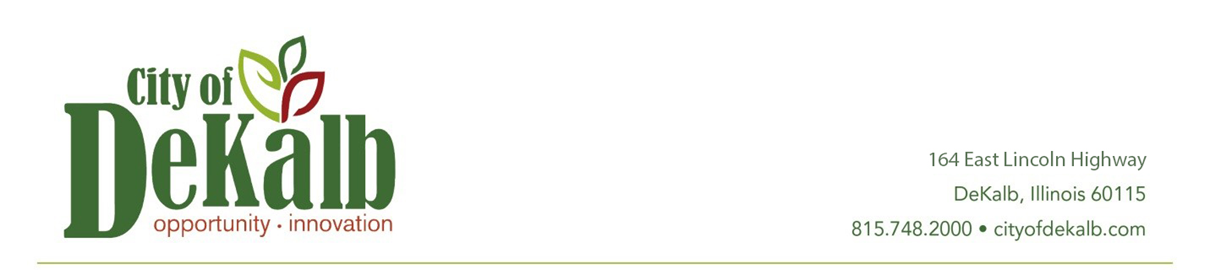 City of
DeKalb
opportunity · innovation
164 East Lincoln Highway
DeKalb, Illinois 60115
815.748.2000 • cityofdekalb.com